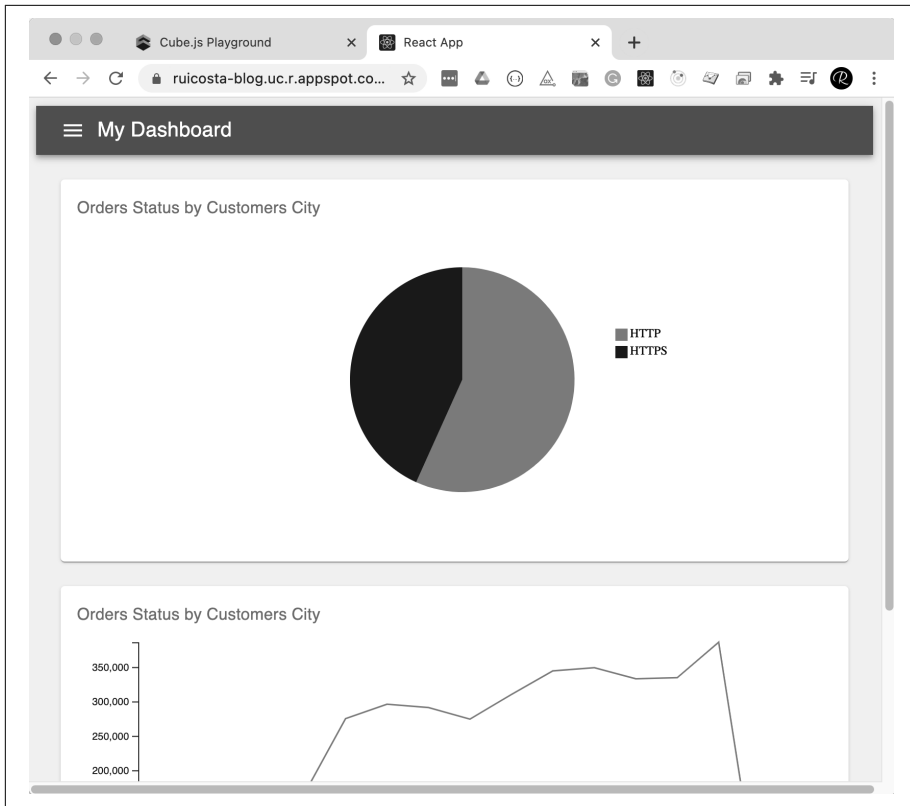 Cube.js Playground
React App
ruicosta-blog.uc.r.appspot.co...
My Dashboard
Orders Status by Customers City
HTTP
HTTPS
Orders Status by Customers City
350,000
300,000
250,000
200,000